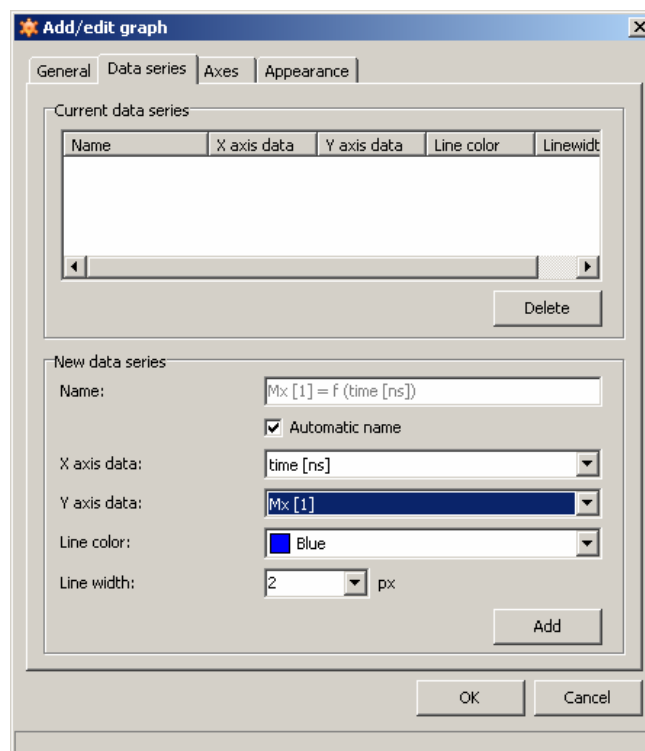 Add/edit graph
General Data series Axes Appearance
Current data series
Name X axis data Y axis data Line color Linewidt
Delete
New data series
Name: Mx [1] = f (time [ns])
Automatic name
X axis data: time [ns]
Y axis data: Mx [1]
Line color: Blue
Line width: 2 px
Add
OK Cancel